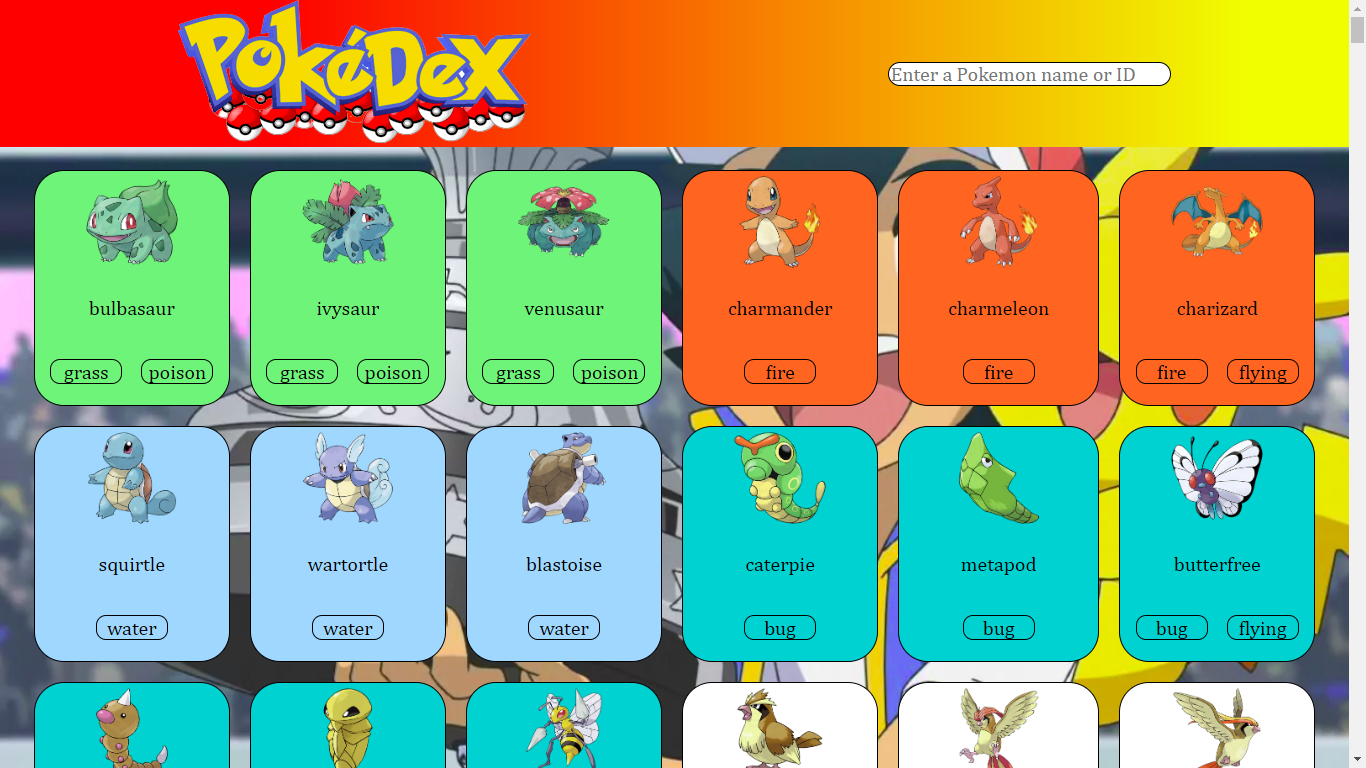 PokéDex
Enter a Pokemon name or ID
bulbasaur
ivysaur
venusaur
charmander
charmeleon
charizard
grass poison
grass poison
grass poison
fire
fire
fire flying
squirtle
wartortle
blastoise
caterpie
metapod
butterfree
water
water
water
bug
bug
bug flying